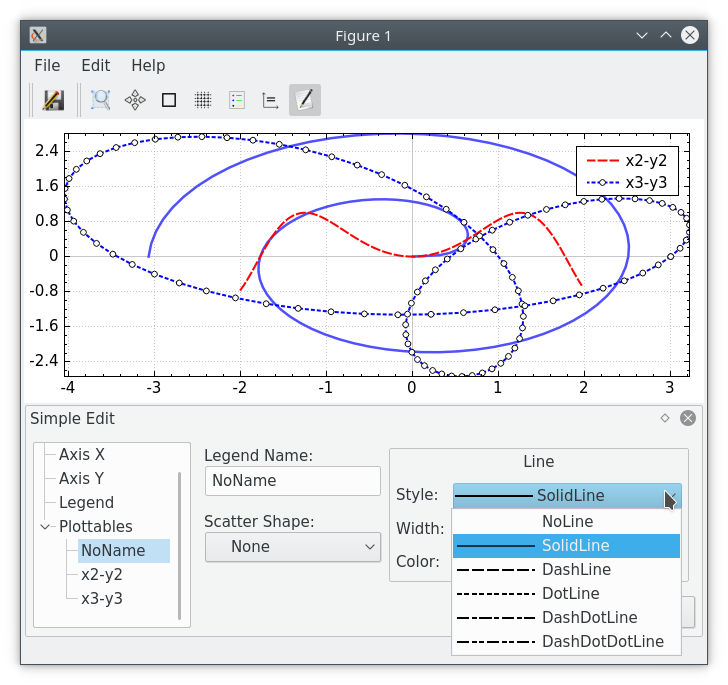 Figure 1
File Edit Help
x2-y2
x3-y3
2.4
1.6
0.8
0
-0.8
-1.6
-2.4
-4 -3 -2 -1 0 1 2 3
Simple Edit
Axis X
Axis Y
Legend
Plottables
NoName
x2-y2
x3-y3
Legend Name:
NoName
Scatter Shape:
None
Line
Style: SolidLine
Width:
Color:
NoLine
SolidLine
DashLine
DotLine
DashDotLine
DashDotDotLine